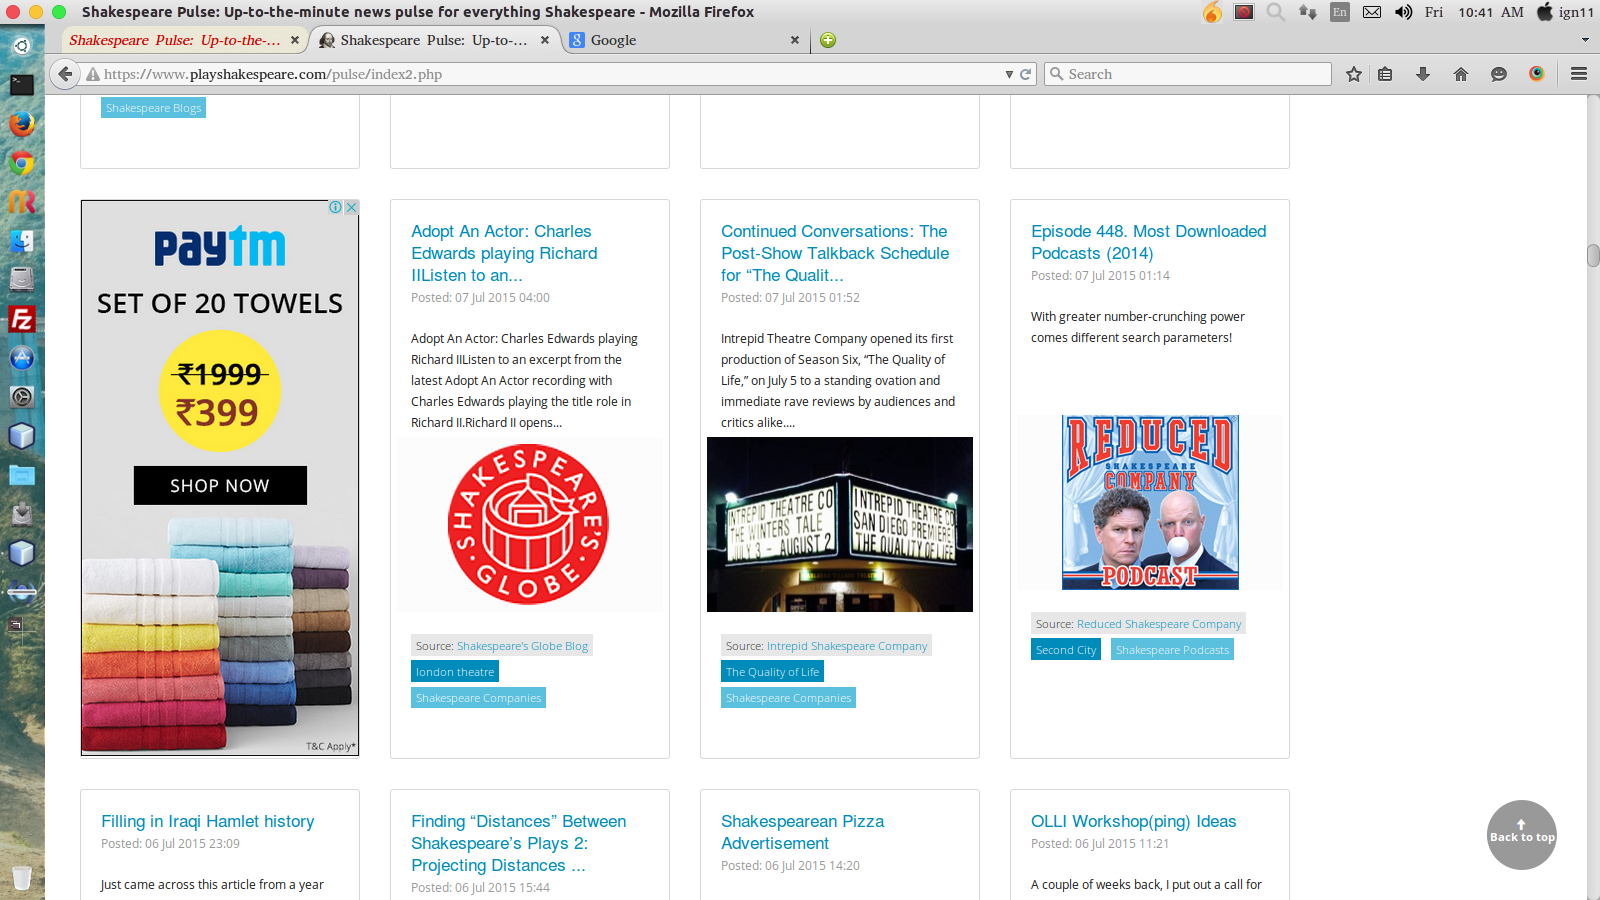 Shakespeare Pulse: Up-to-the-minute news pulse for everything Shakespeare - Mozilla Firefox
En
Fri
10:41 AM
ign11
Shakespeare Pulse: Up-to-the-...
Shakespeare Pulse: Up-to-...
Google
https://www.playshakespeare.com/pulse/index2.php
Search
Shakespeare Blogs
paytm
SET OF 20 TOWELS
₹1999
₹399
SHOP NOW
T&C Apply*
Adopt An Actor: Charles
Edwards playing Richard
IIListen to an...
Posted: 07 Jul 2015 04:00
Adopt An Actor: Charles Edwards playing
Richard IIListen to an excerpt from the
latest Adopt An Actor recording with
Charles Edwards playing the title role in
Richard II.Richard II opens...
SHAKESPEARE'S
GLOBE
Source: Shakespeare's Globe Blog
london theatre
Shakespeare Companies
Continued Conversations: The
Post-Show Talkback Schedule
for “The Qualit...
Posted: 07 Jul 2015 01:52
Intrepid Theatre Company opened its first
production of Season Six, “The Quality of
Life,” on July 5 to a standing ovation and
immediate rave reviews by audiences and
critics alike....
INTREPID THEATRE CO
THE WINTERS TALE
JULY 3 - AUGUST 2
INTREPID THEATRE CO
SAN DIEGO PREMIERE
THE QUALITY OF LIFE
Source: Intrepid Shakespeare Company
The Quality of Life
Shakespeare Companies
Episode 448. Most Downloaded
Podcasts (2014)
Posted: 07 Jul 2015 01:14
With greater number-crunching power
comes different search parameters!
REDUCED
SHAKESPEARE
COMPANY
PODCAST
Source: Reduced Shakespeare Company
Second City
Shakespeare Podcasts
Filling in Iraqi Hamlet history
Posted: 06 Jul 2015 23:09
Just came across this article from a year
Finding “Distances” Between
Shakespeare’s Plays 2:
Projecting Distances ...
Posted: 06 Jul 2015 15:44
Shakespearean Pizza
Advertisement
Posted: 06 Jul 2015 14:20
OLLI Workshop(ping) Ideas
Posted: 06 Jul 2015 11:21
A couple of weeks back, I put out a call for
Back to top